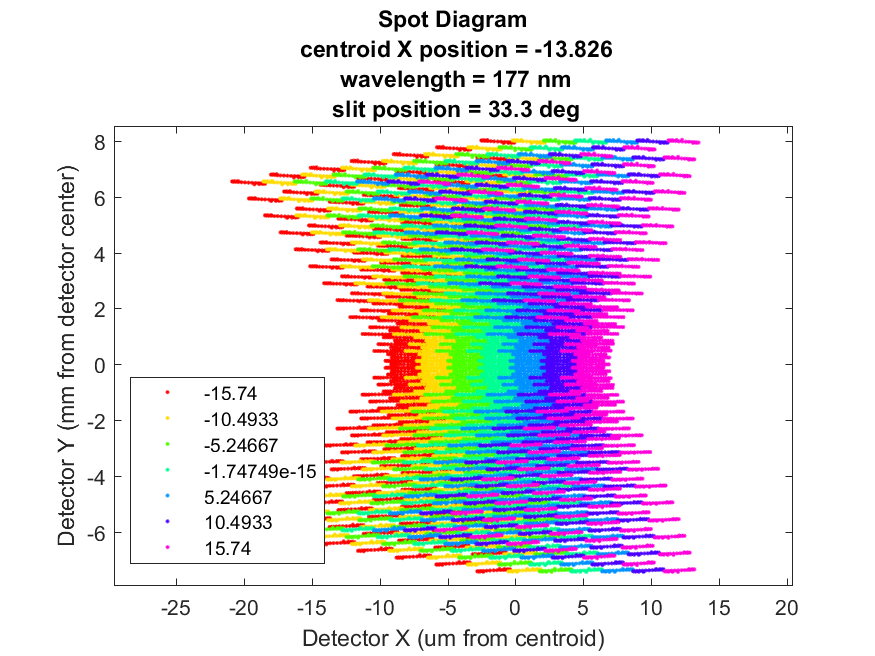 Spot Diagram
centroid X position = -13.826
wavelength = 177 nm
slit position = 33.3 deg
Detector Y (mm from detector center)
8
6
4
2
0
-2
-4
-6
-15.74
-10.4933
-5.24667
-1.74749e-15
5.24667
10.4933
15.74
-25 -20 -15 -10 -5 0 5 10 15 20
Detector X (um from centroid)